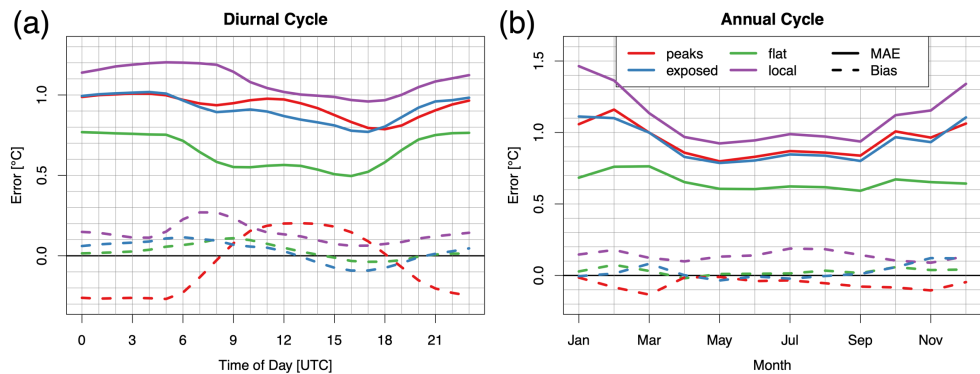 (a)
Diurnal Cycle
Error [°C]
1.0
0.5
0.0
0 3 6 9 12 15 18 21
Time of Day [UTC]
(b)
Annual Cycle
peaks flat MAE
exposed local Bias
Error [°C]
1.5
1.0
0.5
0.0
Jan Mar May Jul Sep Nov
Month